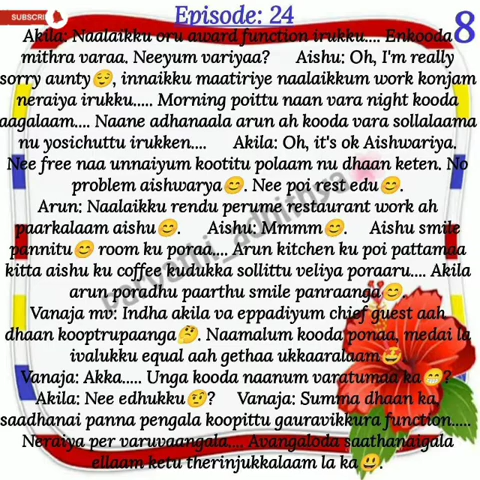 SUBSCRI
Episode: 24
8
Akila: Naalaikku oru award function irukku.... Enkooda
mithra varaa. Neeyum variyaa? Aishu: Oh, I'm really
sorry aunty😌, innaikku maatiriye naalaikkum work konjam
neraiya irukku..... Morning poittu naan vara night kooda
aagalaam.... Naane adhanaala arun ah kooda vara sollalaama
nu yosichuttu irukken.... Akila: Oh, it's ok Aishwariya.
Nee free naa unnaiyum kootitu polaam nu dhaan keten. No
problem aishwarya😊. Nee poi rest edu😊.
Arun: Naalaikku rendu perume restaurant work ah
paarkalaam aishu😊. Aishu: Mmmm😊. Aishu smile
pannitu😊 room ku poraa.... Arun kitchen ku poi pattamaa
kitta aishu ku coffee kudukka sollittu veliya poraaru.... Akila
arun poradhu paarthu smile panraanga😊
Vanaja mv: Indha akila va eppadiyum chief guest aah
dhaan kooptrupaanga🤔. Naamalum kooda ponaa, medai la
ivalukku equal aah gethaa ukkaaralaam🤩
Vanaja: Akka..... Unga kooda naanum varatumaa ka😁?
Akila: Nee edhukku🤨? Vanaja: Summa dhaan ka,
saadhanai panna pengala koopittu gauravikkura function.....
Neraiya per varuvaangala.... Avangaloda saathanaigala
ellaam ketu therinjukkalaam la ka😃.